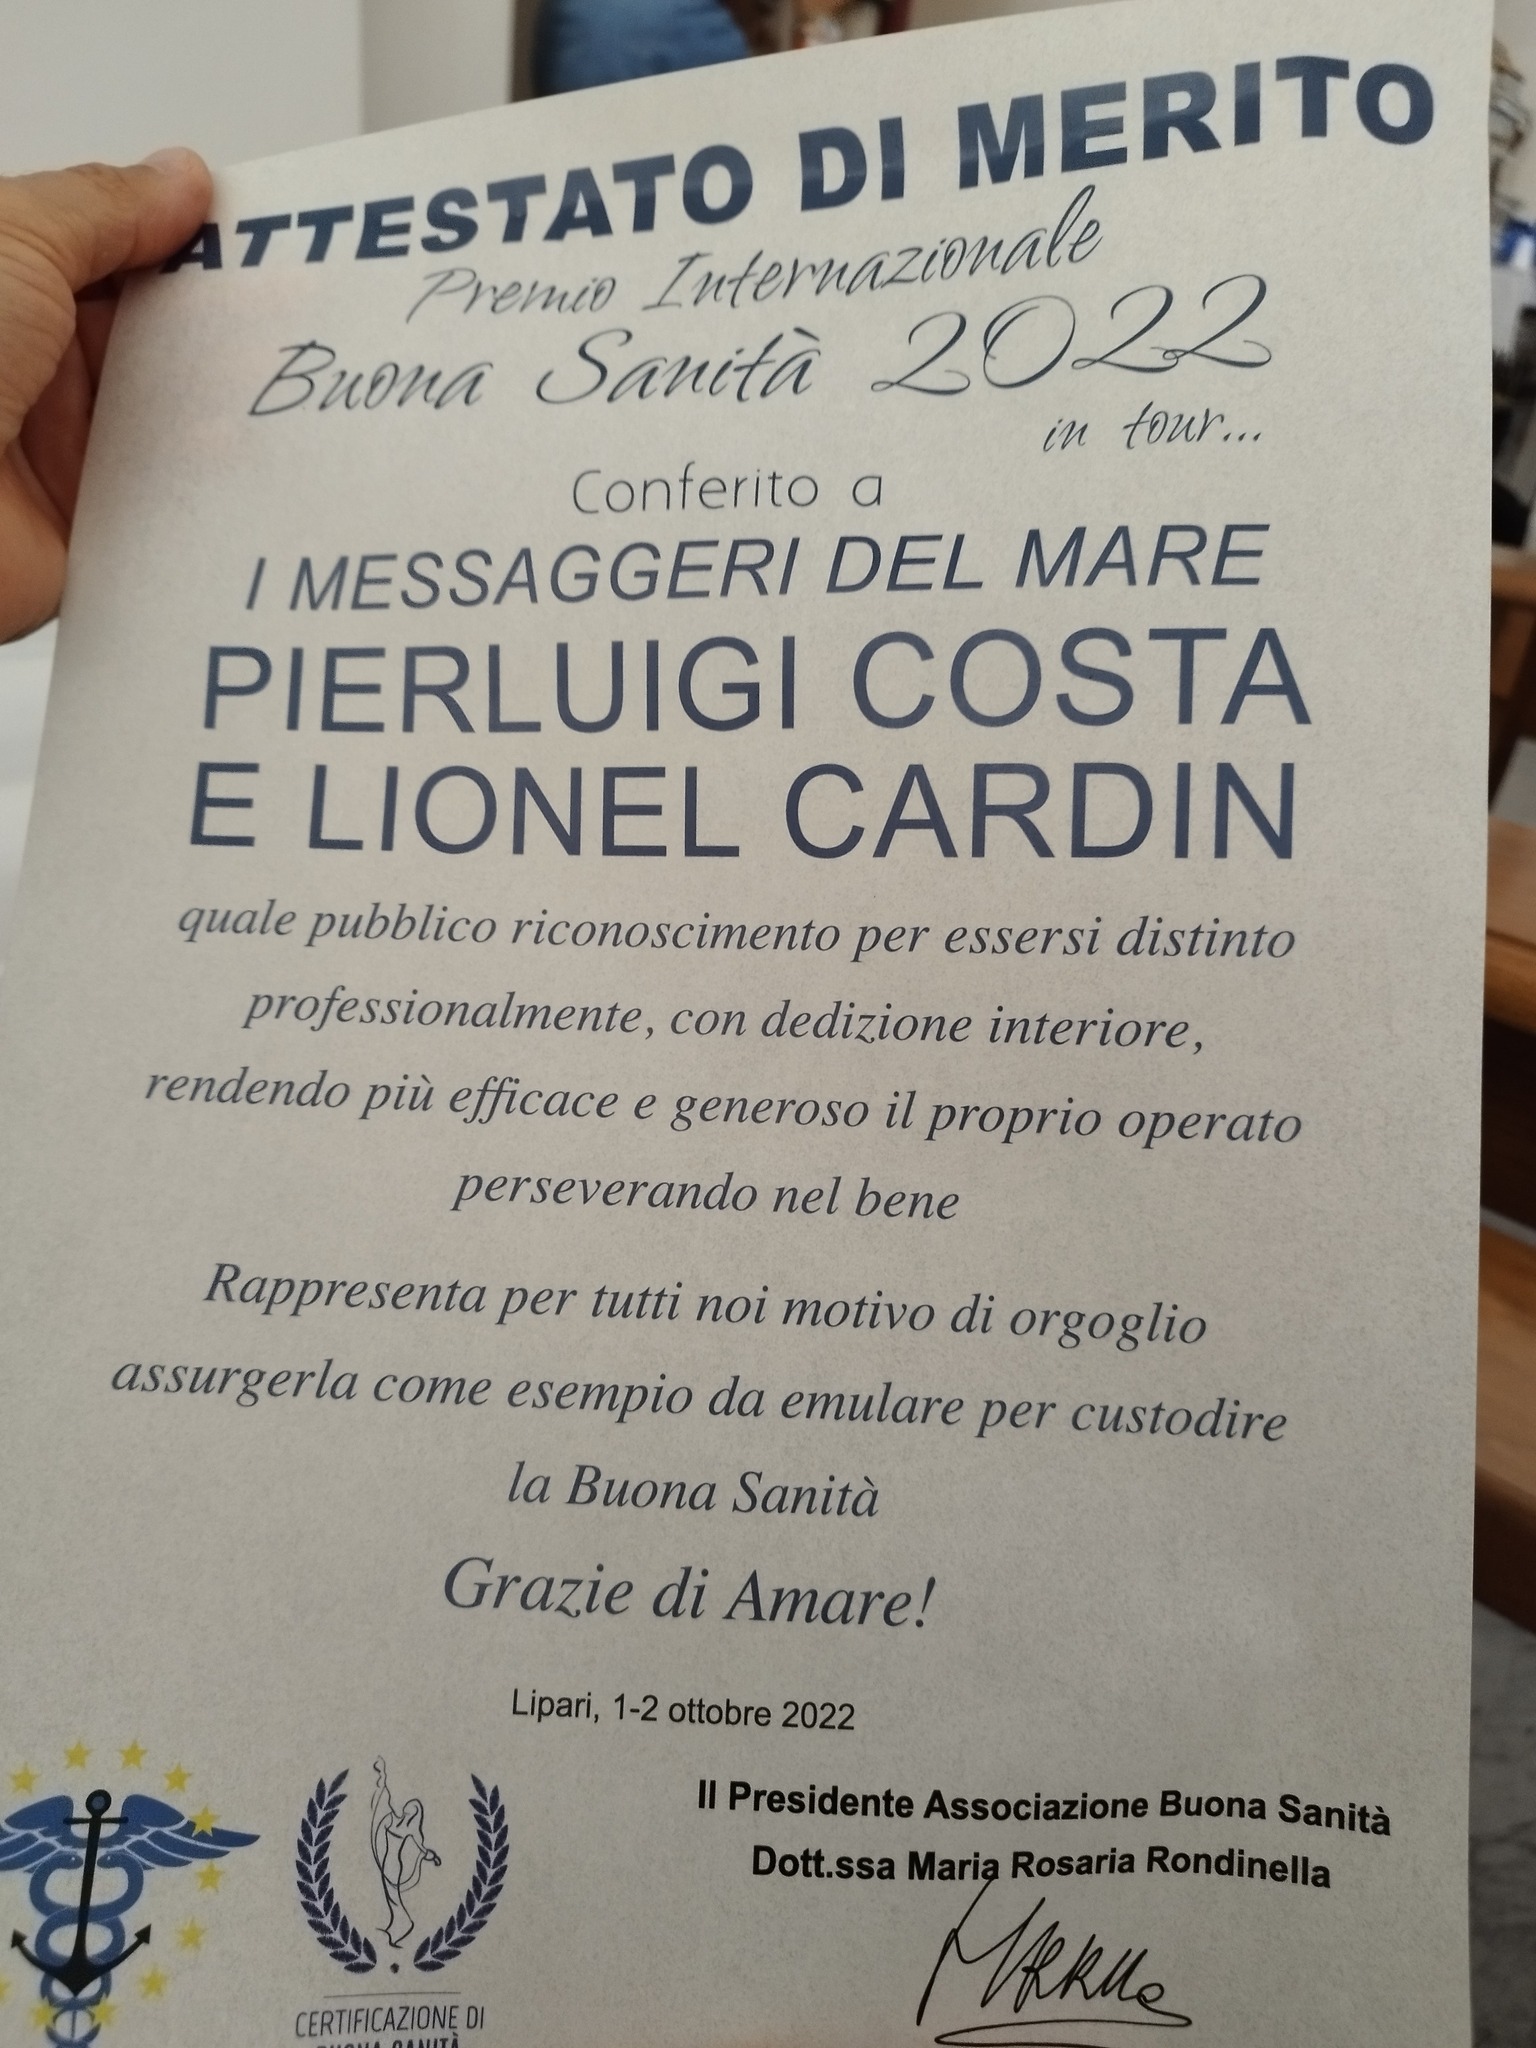 ATTESTATO DI MERITO
Premio Internazionale
Buona Sanità 2022
in tour...
Conferito a
I MESSAGGERI DEL MARE
PIERLUIGI COSTA
E LIONEL CARDIN
quale pubblico riconoscimento per essersi distinto
professionalmente, con dedizione interiore,
rendendo più efficace e generoso il proprio operato
perseverando nel bene
Rappresenta per tutti noi motivo di orgoglio
assurgerla come esempio da emulare per custodire
la Buona Sanità
Grazie di Amare!
Lipari, 1-2 ottobre 2022
Il Presidente Associazione Buona Sanità
Dott.ssa Maria Rosaria Rondinella
CERTIFICAZIONE DI
BUONA SANITÀ